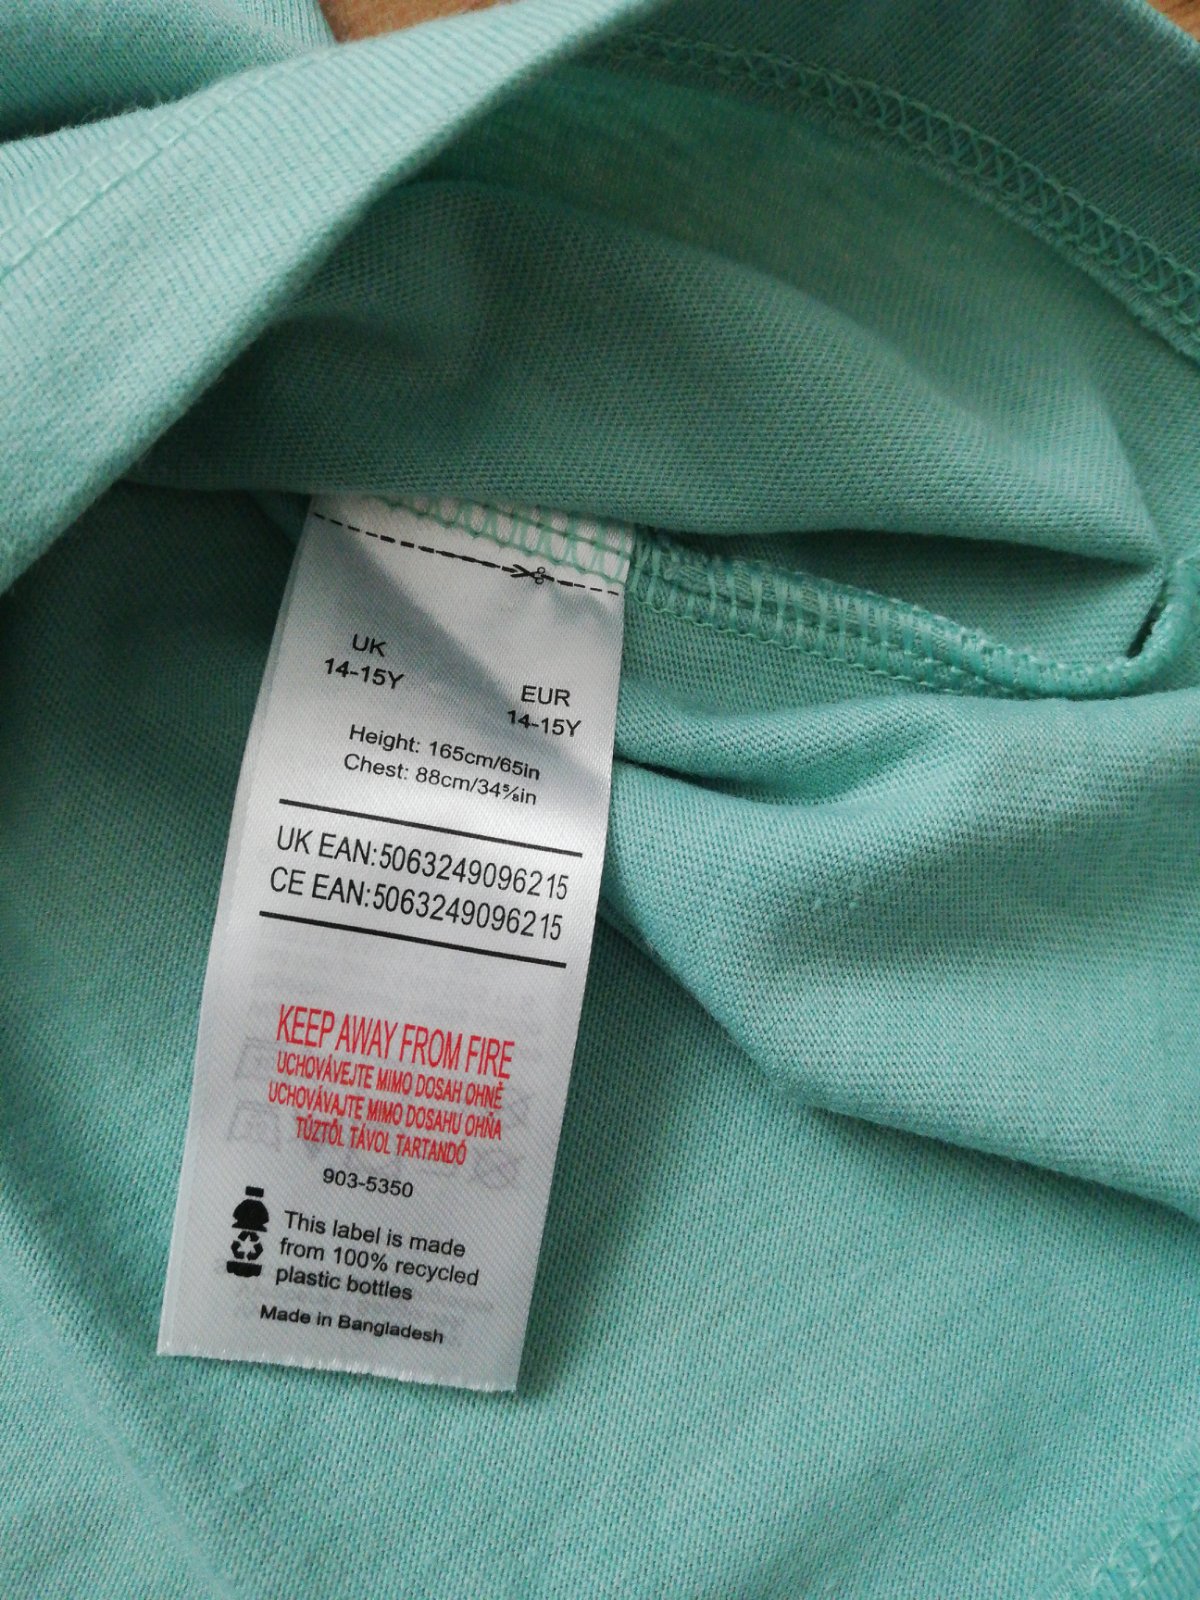 UK
14-15Y
EUR
14-15Y
Height: 165cm/65in
Chest: 88cm/34⅝in
UK EAN:5063249096215
CE EAN:5063249096215
KEEP AWAY FROM FIRE
UCHOVÁVEJTE MIMO DOSAH OHNĚ
UCHOVÁVAJTE MIMO DOSAHU OHŇA
TŰZTŐL TÁVOL TARTANDÓ
903-5350
This label is made
from 100% recycled
plastic bottles
Made in Bangladesh